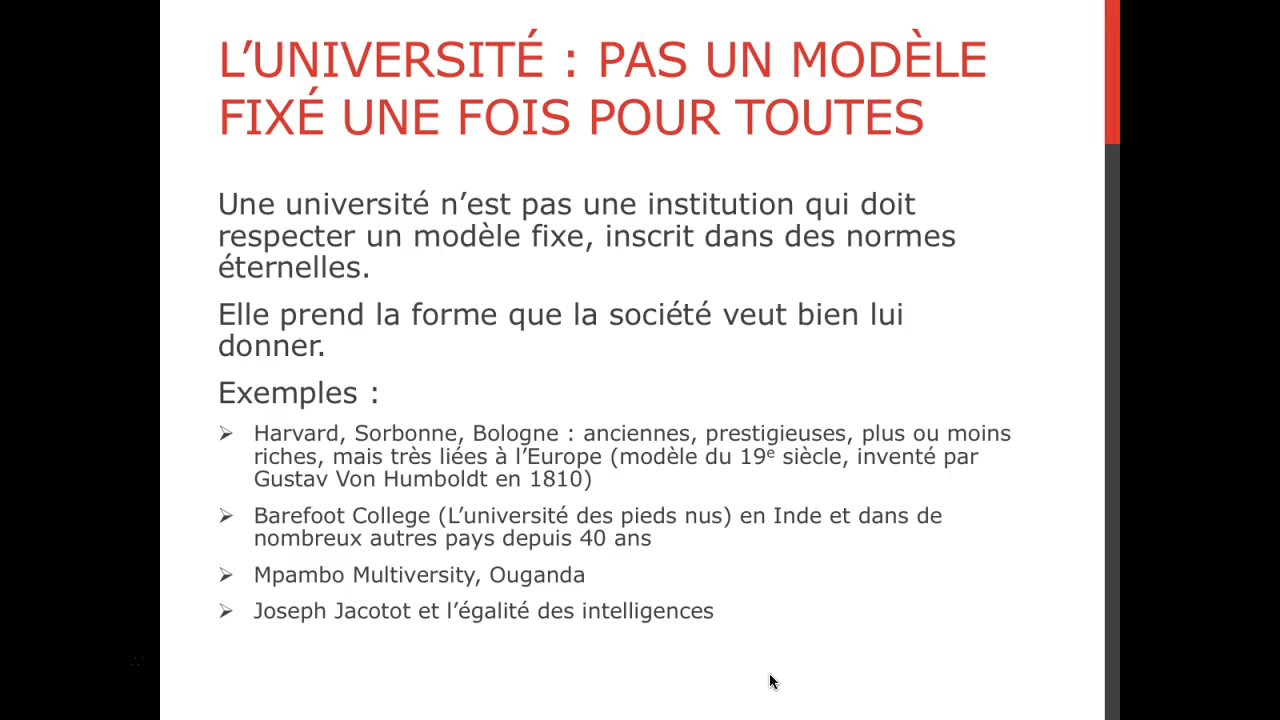 L’UNIVERSITÉ : PAS UN MODÈLE
FIXÉ UNE FOIS POUR TOUTES
Une université n’est pas une institution qui doit
respecter un modèle fixe, inscrit dans des normes
éternelles.
Elle prend la forme que la société veut bien lui
donner.
Exemples :
➢ Harvard, Sorbonne, Bologne : anciennes, prestigieuses, plus ou moins
riches, mais très liées à l’Europe (modèle du 19ᵉ siècle, inventé par
Gustav Von Humboldt en 1810)
➢ Barefoot College (L’université des pieds nus) en Inde et dans de
nombreux autres pays depuis 40 ans
➢ Mpambo Multiversity, Ouganda
➢ Joseph Jacotot et l’égalité des intelligences